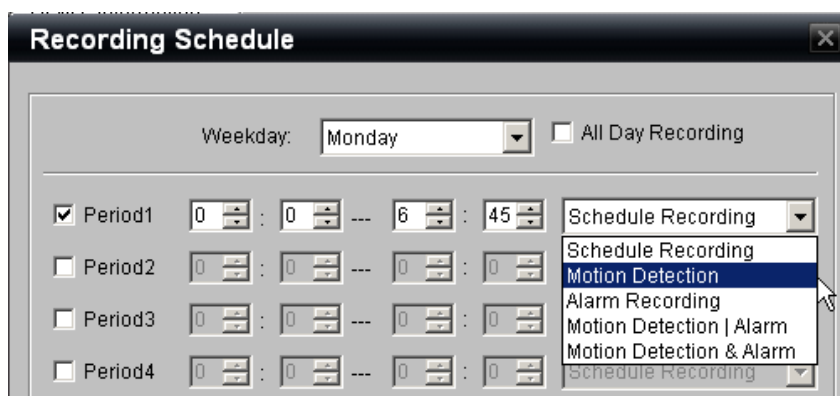 Recording Schedule
Weekday: Monday All Day Recording
Period1 0 : 0 --- 6 : 45 Schedule Recording
Schedule Recording
Period2 0 : 0 --- 0 : 0 Motion Detection
Alarm Recording
Period3 0 : 0 --- 0 : 0 Motion Detection | Alarm
Motion Detection & Alarm
Period4 0 : 0 --- 0 : 0 Schedule Recording